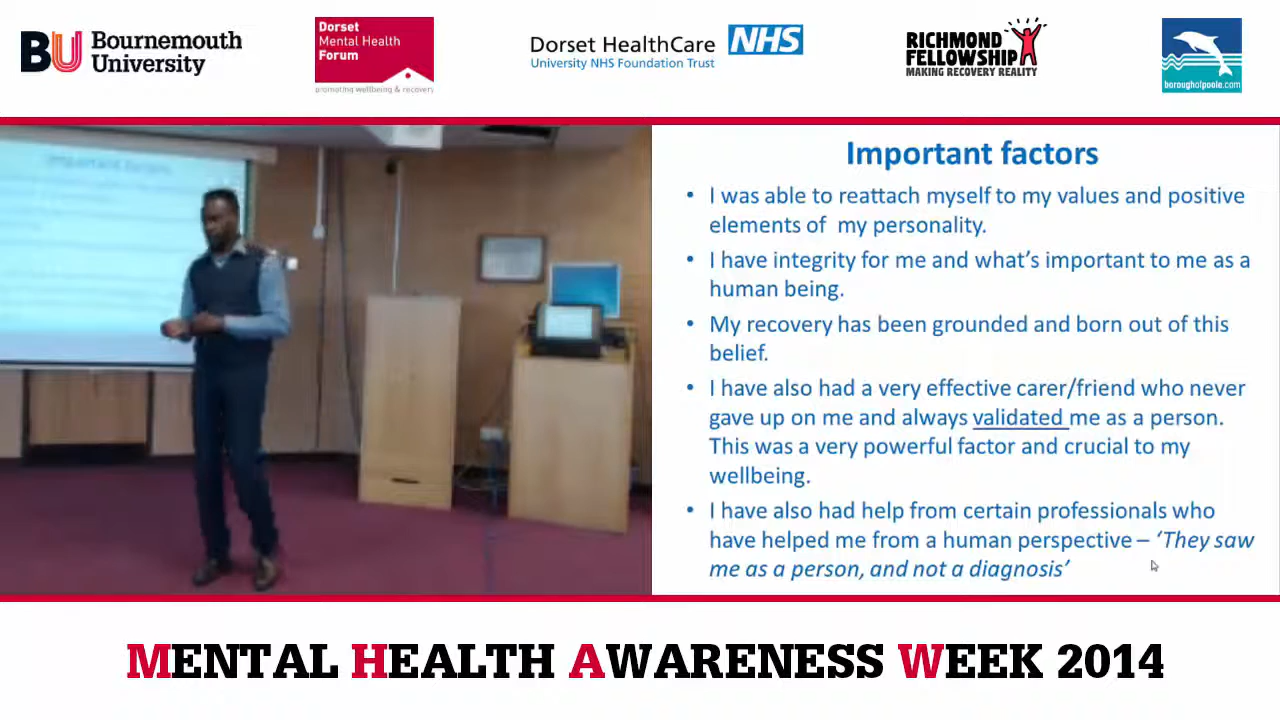 BU Bournemouth University
Dorset
Mental Health
Forum
promoting wellbeing & recovery
Dorset HealthCare NHS
University NHS Foundation Trust
RICHMOND
FELLOWSHIP
MAKING RECOVERY REALITY
boroughofpoole.com
Important factors
Important factors
• I was able to reattach myself to my values and positive
elements of my personality.
• I have integrity for me and what's important to me as a
human being.
• My recovery has been grounded and born out of this
belief.
• I have also had a very effective carer/friend who never
gave up on me and always validated me as a person.
This was a very powerful factor and crucial to my
wellbeing.
• I have also had help from certain professionals who
have helped me from a human perspective – 'They saw
me as a person, and not a diagnosis'
MENTAL HEALTH AWARENESS WEEK 2014